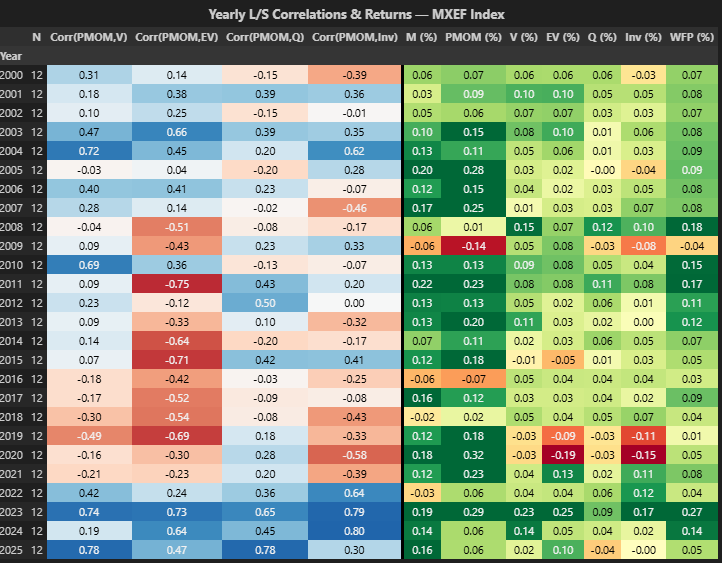 Yearly L/S Correlations & Returns — MXEF Index
N Corr(PMOM,V) Corr(PMOM,EV) Corr(PMOM,Q) Corr(PMOM,Inv) M (%) PMOM (%) V (%) EV (%) Q (%) Inv (%) WFP (%)
Year
2000 12 0.31 0.14 -0.15 -0.39 0.06 0.07 0.06 0.06 0.06 -0.03 0.07
2001 12 0.18 0.38 0.39 0.36 0.03 0.09 0.10 0.10 0.05 0.05 0.08
2002 12 0.10 0.25 -0.15 -0.01 0.05 0.06 0.07 0.07 0.03 0.03 0.07
2003 12 0.47 0.66 0.39 0.35 0.10 0.15 0.08 0.10 0.01 0.06 0.08
2004 12 0.72 0.45 0.20 0.62 0.13 0.11 0.05 0.06 0.01 0.03 0.09
2005 12 -0.03 0.04 -0.20 0.28 0.20 0.28 0.03 0.02 -0.00 -0.04 0.09
2006 12 0.40 0.41 0.23 -0.07 0.12 0.15 0.04 0.02 0.03 0.05 0.08
2007 12 0.28 0.14 -0.02 -0.46 0.17 0.25 0.01 0.03 0.03 0.07 0.08
2008 12 -0.04 -0.51 -0.08 -0.17 0.06 0.01 0.15 0.07 0.12 0.10 0.18
2009 12 0.09 -0.43 0.23 0.33 -0.06 -0.14 0.05 0.08 -0.03 -0.08 -0.04
2010 12 0.69 0.36 -0.13 -0.07 0.13 0.13 0.09 0.08 0.05 0.04 0.15
2011 12 0.09 -0.75 0.43 0.20 0.22 0.23 0.08 0.08 0.11 0.08 0.17
2012 12 0.23 -0.12 0.50 0.00 0.13 0.13 0.05 0.02 0.06 0.01 0.11
2013 12 0.09 -0.33 0.10 -0.32 0.13 0.20 0.11 0.03 0.02 0.00 0.12
2014 12 0.14 -0.64 -0.20 -0.17 0.07 0.11 0.02 0.03 0.06 0.05 0.07
2015 12 0.07 -0.71 0.42 0.41 0.12 0.18 -0.01 -0.05 0.01 0.03 0.05
2016 12 -0.18 -0.42 -0.03 -0.25 -0.06 -0.07 0.05 0.04 0.04 0.04 0.03
2017 12 -0.17 -0.52 -0.09 -0.08 0.16 0.12 0.03 0.03 0.04 0.02 0.09
2018 12 -0.30 -0.54 -0.08 -0.43 -0.02 0.02 0.05 0.04 0.05 0.07 0.04
2019 12 -0.49 -0.69 0.18 -0.33 0.12 0.18 -0.03 -0.09 -0.03 -0.11 0.01
2020 12 -0.16 -0.30 0.28 -0.58 0.18 0.32 -0.03 -0.19 -0.03 -0.15 0.05
2021 12 -0.21 -0.23 0.20 -0.39 0.12 0.23 0.04 0.13 0.02 0.11 0.08
2022 12 0.42 0.24 0.36 0.64 -0.03 0.06 0.04 0.04 0.06 0.12 0.04
2023 12 0.74 0.73 0.65 0.79 0.19 0.29 0.23 0.25 0.09 0.17 0.27
2024 12 0.19 0.64 0.45 0.80 0.14 0.06 0.14 0.05 0.04 0.02 0.14
2025 12 0.78 0.47 0.78 0.30 0.16 0.06 0.02 0.10 -0.04 -0.00 0.05